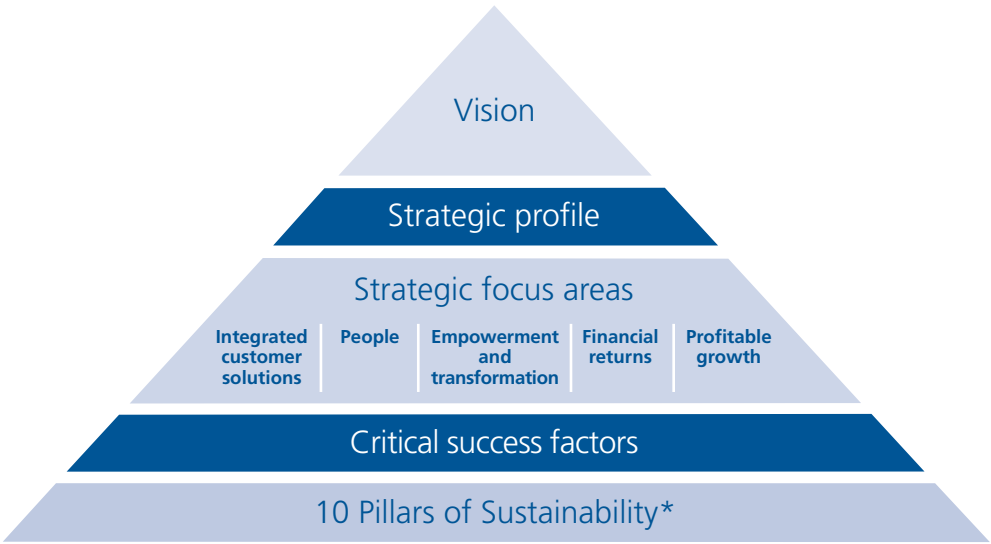 Vision
Strategic profile
Strategic focus areas
Integrated
customer
solutions
People
Empowerment
and
transformation
Financial
returns
Profitable
growth
Critical success factors
10 Pillars of Sustainability*